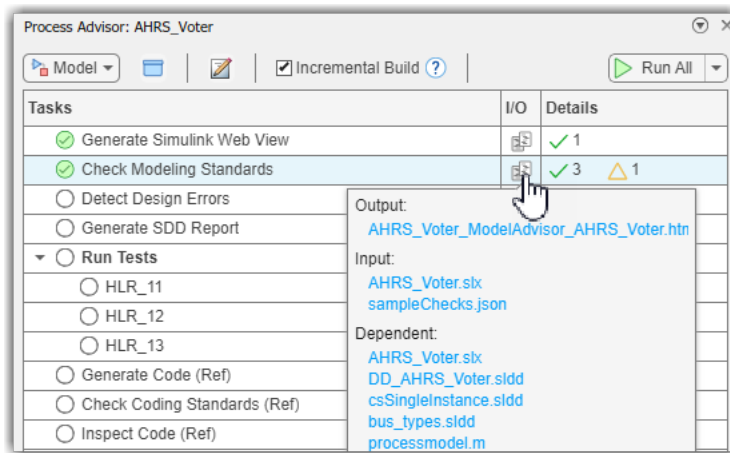 Process Advisor: AHRS_Voter
Model Incremental Build ? Run All
Tasks I/O Details
Generate Simulink Web View 1
Check Modeling Standards 3 1
Detect Design Errors
Generate SDD Report
Run Tests
HLR_11
HLR_12
HLR_13
Generate Code (Ref)
Check Coding Standards (Ref)
Inspect Code (Ref)
Output:
AHRS_Voter_ModelAdvisor_AHRS_Voter.htm
Input:
AHRS_Voter.slx
sampleChecks.json
Dependent:
AHRS_Voter.slx
DD_AHRS_Voter.sldd
csSingleInstance.sldd
bus_types.sldd
processmodel.m